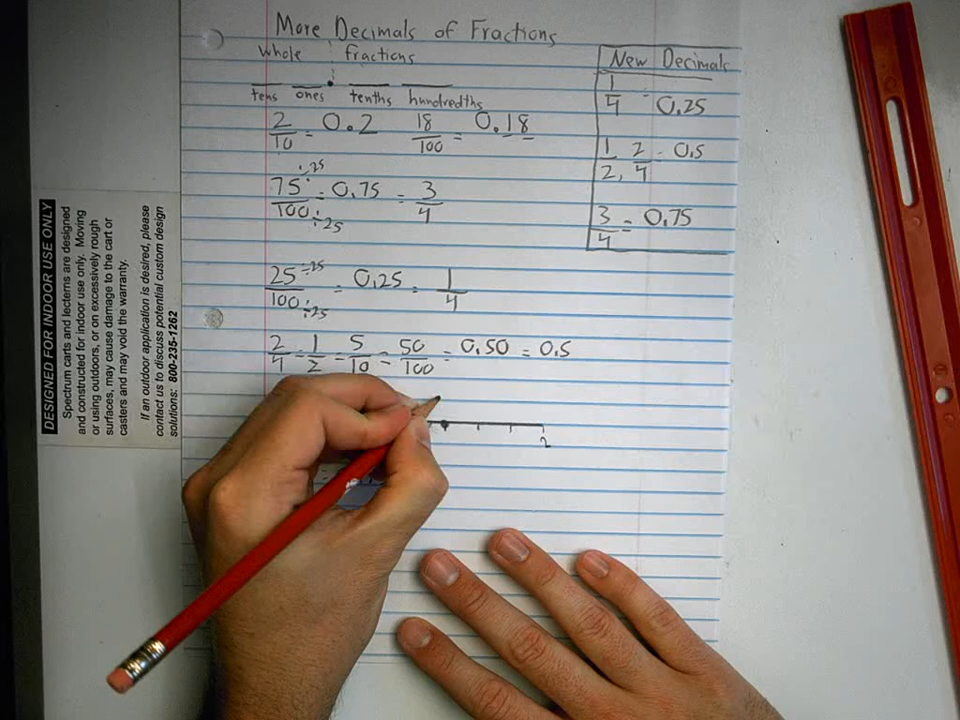 More Decimals of Fractions
whole fractions
tens ones . tenths hundredths
2/10 = 0.2 18/100 = 0.18
75/100 ÷25/÷25 = 0.75 = 3/4
25/100 ÷25/÷25 = 0.25 = 1/4
2/4 = 1/2 = 5/10 = 50/100 = 0.50 = 0.5
2
New Decimals
1/4 = 0.25
1/2, 2/4 = 0.5
3/4 = 0.75
DESIGNED FOR INDOOR USE ONLY
Spectrum carts and lecterns are designed
and constructed for indoor use only. Moving
or using outdoors, or on excessively rough
surfaces, may cause damage to the cart or
casters and may void the warranty.
If an outdoor application is desired, please
contact us to discuss potential custom design
solutions: 800-235-1262